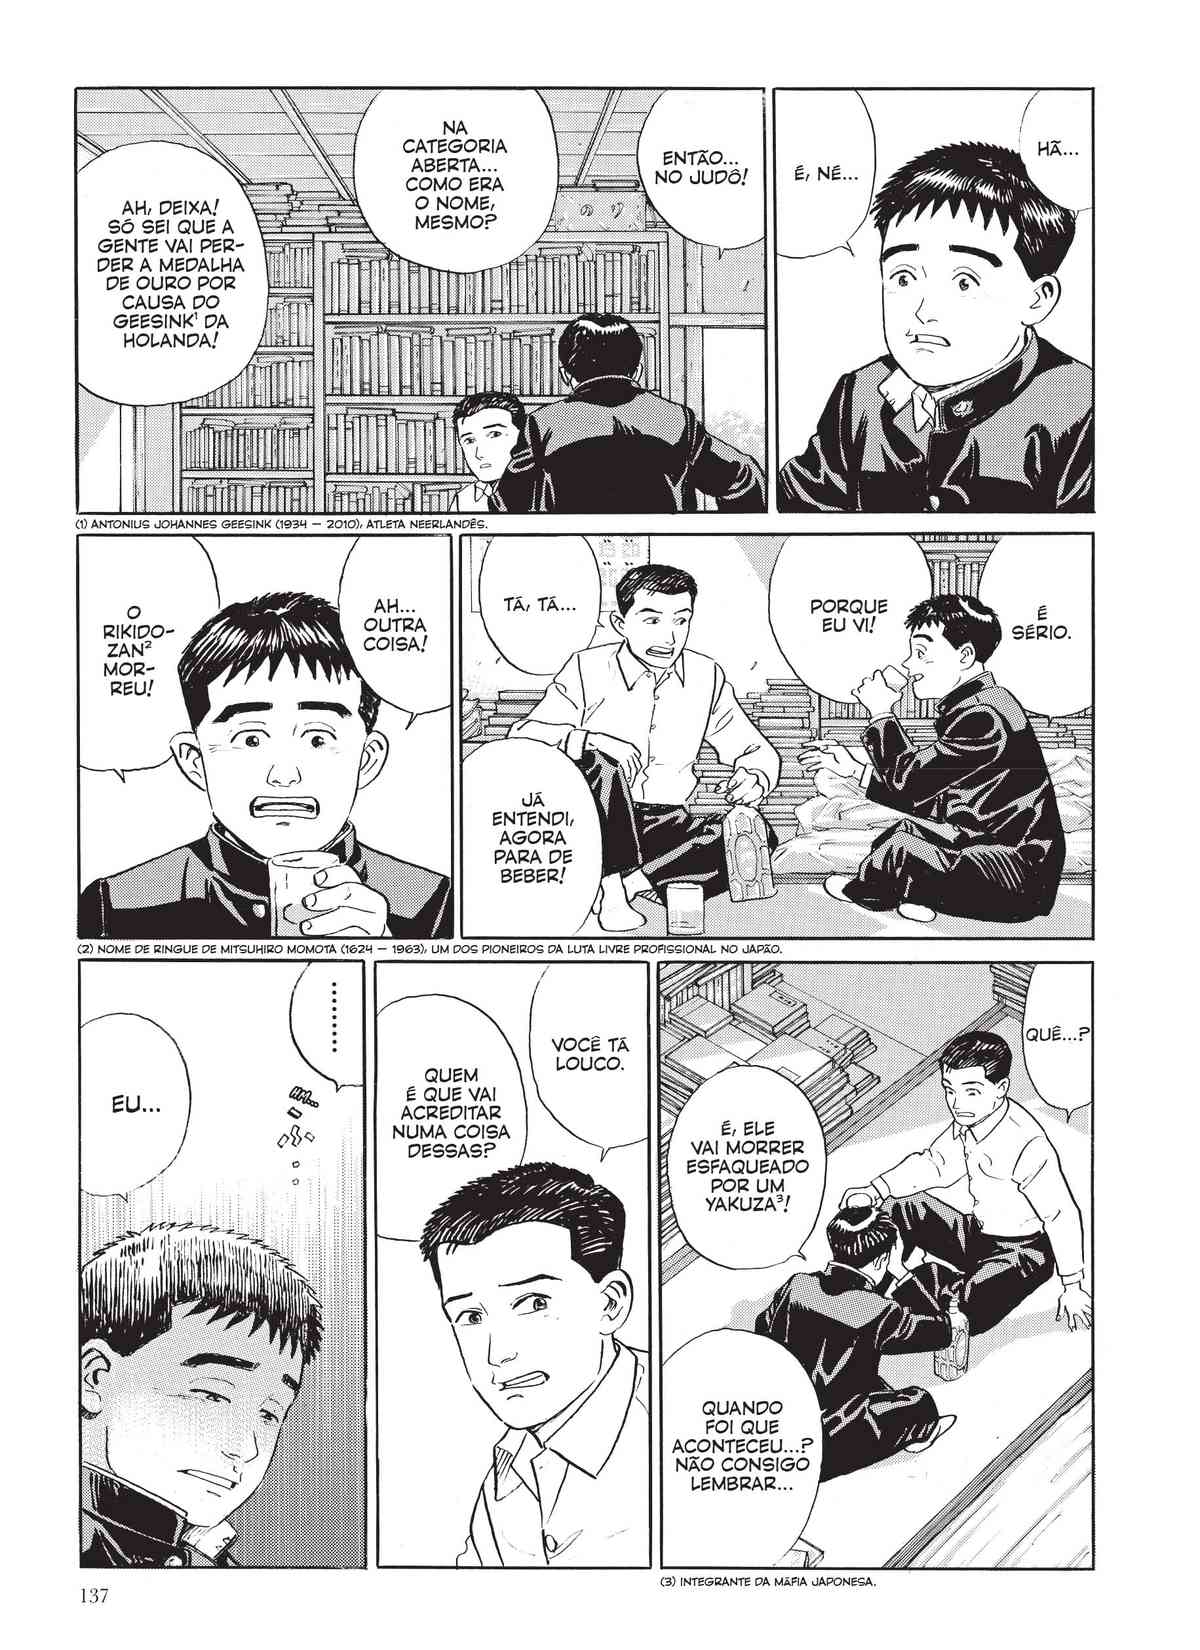 HÃ...
É, NÉ...
ENTÃO...
NO JUDÔ!
NA
CATEGORIA
ABERTA...
COMO ERA
O NOME,
MESMO?
AH, DEIXA!
SÓ SEI QUE A
GENTE VAI PER-
DER A MEDALHA
DE OURO POR
CAUSA DO
GEESINK¹ DA
HOLANDA!
(1) ANTONIUS JOHANNES GEESINK (1934 – 2010), ATLETA NEERLANDÊS.
É
SÉRIO.
PORQUE
EU VI!
TÁ, TÁ...
JÁ
ENTENDI,
AGORA
PARA DE
BEBER!
AH...
OUTRA
COISA!
O
RIKIDO-
ZAN²
MOR-
REU!
(2) NOME DE RINGUE DE MITSUHIRO MOMOTA (1624 – 1963), UM DOS PIONEIROS DA LUTA LIVRE PROFISSIONAL NO JAPÃO.
QUÊ...?
É, ELE
VAI MORRER
ESFAQUEADO
POR UM
YAKUZA³!
QUANDO
FOI QUE
ACONTECEU...?
NÃO CONSIGO
LEMBRAR...
VOCÊ TÁ
LOUCO.
QUEM
É QUE VAI
ACREDITAR
NUMA COISA
DESSAS?
.........
HM...
EU...
(3) INTEGRANTE DA MÁFIA JAPONESA.
137